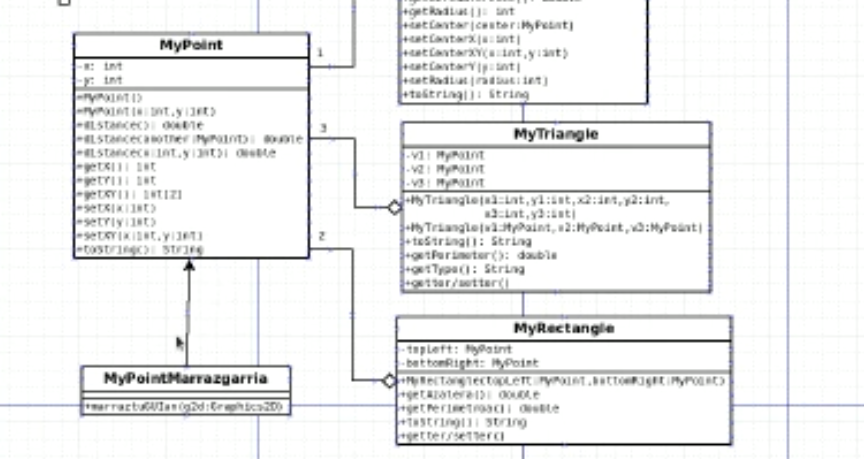 MyPoint
-x: int
-y: int
+MyPoint()
+MyPoint(x:int,y:int)
+distance(): double
+distance(another:MyPoint): double
+distance(x:int,y:int): double
+getX(): int
+getY(): int
+getXY(): int[2]
+setX(x:int)
+setY(y:int)
+setXY(x:int,y:int)
+toString(): String
1
3
2
+getRadius(): int
+setCenter(center:MyPoint)
+setCenterX(x:int)
+setCenterXY(x:int,y:int)
+setCenterY(y:int)
+setRadius(radius:int)
+toString(): String
MyTriangle
-v1: MyPoint
-v2: MyPoint
-v3: MyPoint
+MyTriangle(x1:int,y1:int,x2:int,y2:int,
x3:int,y3:int)
+MyTriangle(v1:MyPoint,v2:MyPoint,v3:MyPoint)
+toString(): String
+getPerimeter(): double
+getType(): String
+getter/setter()
MyPointMarrazgarria
+marraztuGUIan(g2d:Graphics2D)
MyRectangle
-topLeft: MyPoint
-bottomRight: MyPoint
+MyRectangle(topLeft:MyPoint,bottomRight:MyPoint)
+getAzalera(): double
+getPerimetroa(): double
+toString(): String
+getter/setter()